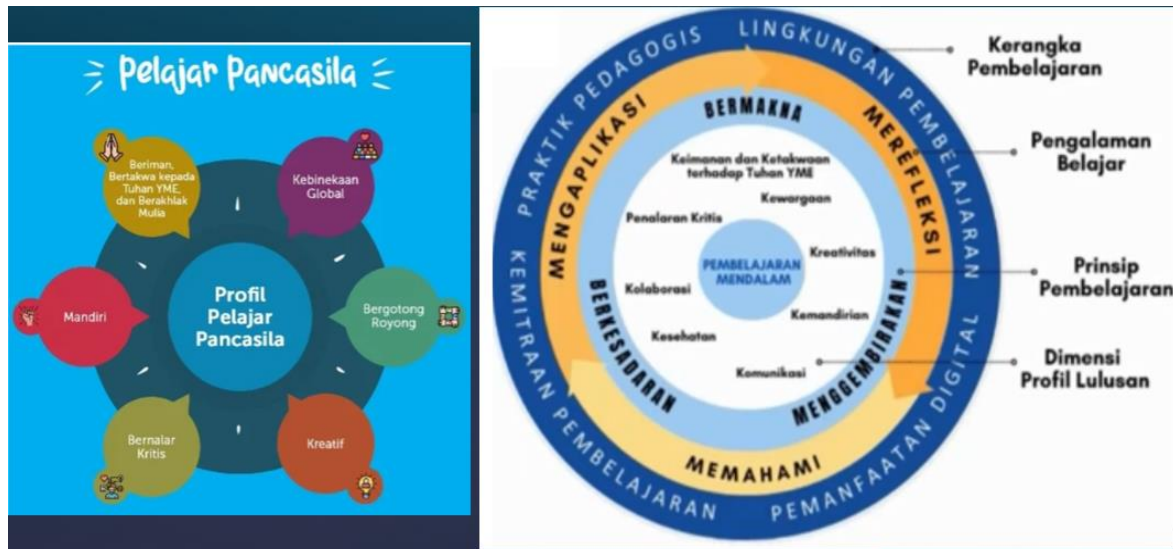 Pelajar Pancasila
Beriman,
Bertakwa kepada
Tuhan YME,
dan Berakhlak
Mulia
Kebinekaan
Global
Mandiri
Profil
Pelajar
Pancasila
Bergotong
Royong
Bernalar
Kritis
Kreatif
PRAKTIK PEDAGOGIS
LINGKUNGAN PEMBELAJARAN
PEMANFAATAN DIGITAL
KEMITRAAN PEMBELAJARAN
MENGAPLIKASI
MEREFLEKSI
MEMAHAMI
BERMAKNA
MENGGEMBIRAKAN
BERKESADARAN
Keimanan dan Ketakwaan
terhadap Tuhan YME
Kewargaan
Penalaran Kritis
Kreativitas
PEMBELAJARAN
MENDALAM
Kolaborasi
Kemandirian
Kesehatan
Komunikasi
Kerangka
Pembelajaran
Pengalaman
Belajar
Prinsip
Pembelajaran
Dimensi
Profil Lulusan